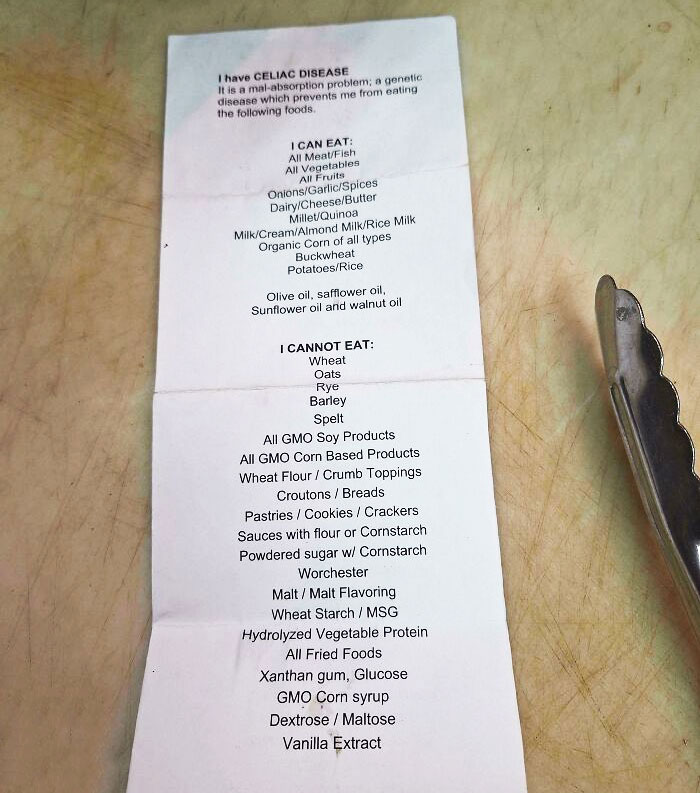 I have CELIAC DISEASE
It is a mal-absorption problem; a genetic
disease which prevents me from eating
the following foods.
I CAN EAT:
All Meat/Fish
All Vegetables
All Fruits
Onions/Garlic/Spices
Dairy/Cheese/Butter
Millet/Quinoa
Milk/Cream/Almond Milk/Rice Milk
Organic Corn of all types
Buckwheat
Potatoes/Rice
Olive oil, safflower oil,
Sunflower oil and walnut oil
I CANNOT EAT:
Wheat
Oats
Rye
Barley
Spelt
All GMO Soy Products
All GMO Corn Based Products
Wheat Flour / Crumb Toppings
Croutons / Breads
Pastries / Cookies / Crackers
Sauces with flour or Cornstarch
Powdered sugar w/ Cornstarch
Worchester
Malt / Malt Flavoring
Wheat Starch / MSG
Hydrolyzed Vegetable Protein
All Fried Foods
Xanthan gum, Glucose
GMO Corn syrup
Dextrose / Maltose
Vanilla Extract